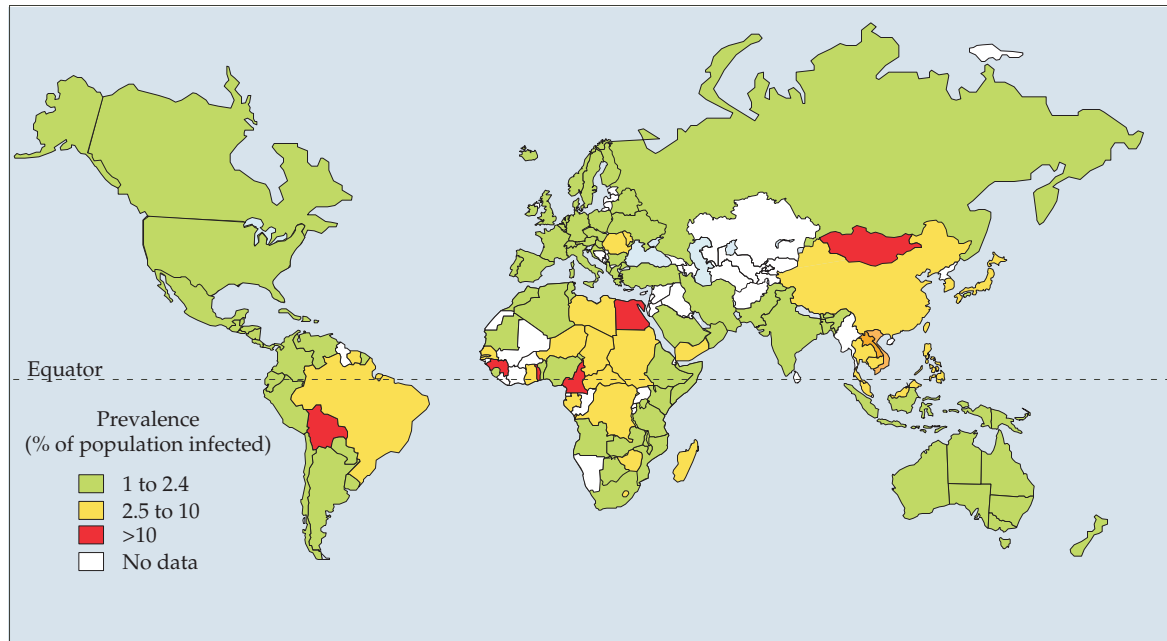 Equator
Prevalence
(% of population infected)
1 to 2.4
2.5 to 10
>10
No data